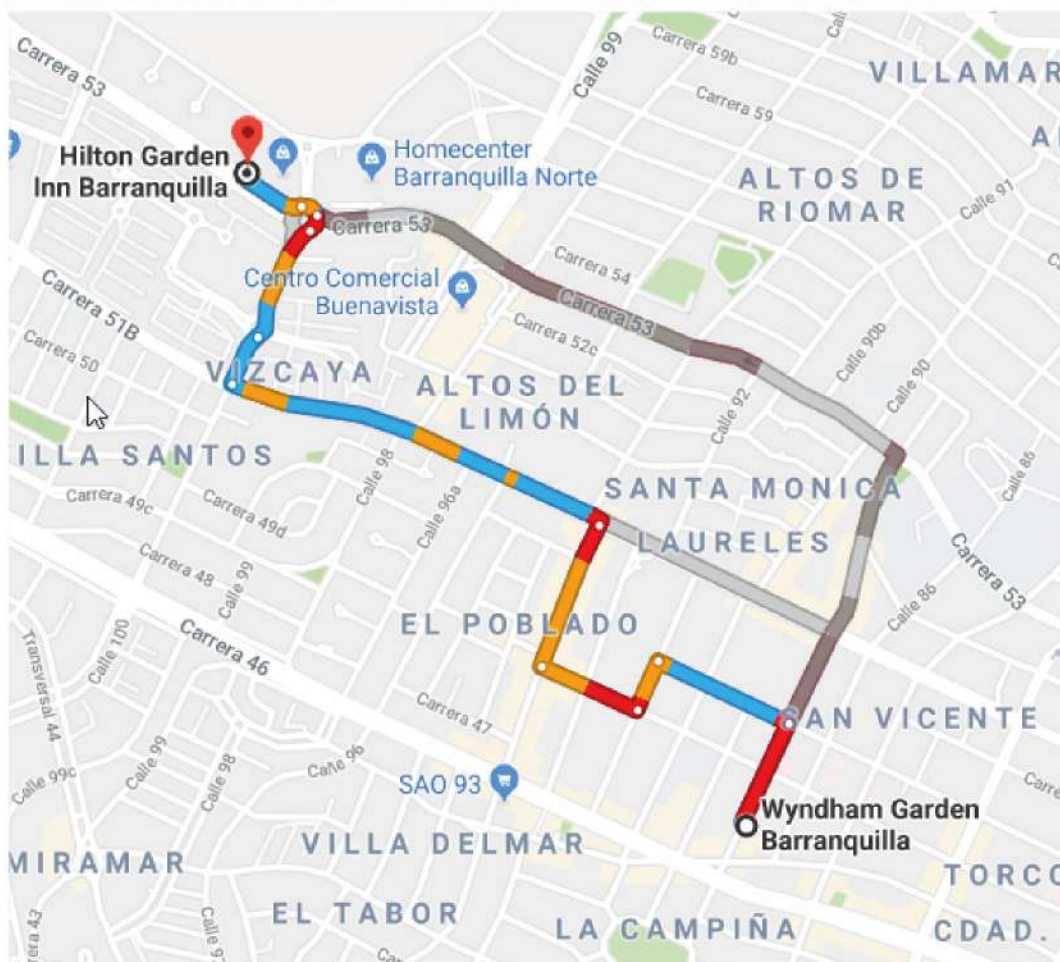 Carrera 53
Calle 99
Carrera 59b
VILLAMAR
Carrera 59
Hilton Garden
Inn Barranquilla
Homecenter
Barranquilla Norte
ALTOS DE
RIOMAR
Calle 91
Carrera 53
Carrera 54
Centro Comercial
Buenavista
Carrera 51B
Carrera 53
Carrera 50
Carrera 52c
Calle 90b
Calle 90
VIZCAYA
ALTOS DEL
LIMÓN
Calle 92
ILLA SANTOS
Calle 98
Calle 85
SANTA MONICA
Carrera 49c
Carrera 49d
Calle 96a
LAURELES
Carrera 53
Carrera 48
Calle 99
Calle 86
EL POBLADO
Calle 100
Carrera 46
Transversal 44
Carrera 47
SAN VICENTE
Calle 99c
Calle 99
Calle 98
Calle 96
SAO 93
Wyndham Garden
Barranquilla
VILLA DELMAR
MIRAMAR
TORCO
EL TABOR
LA CAMPIÑA
CDAD.
Carrera 43